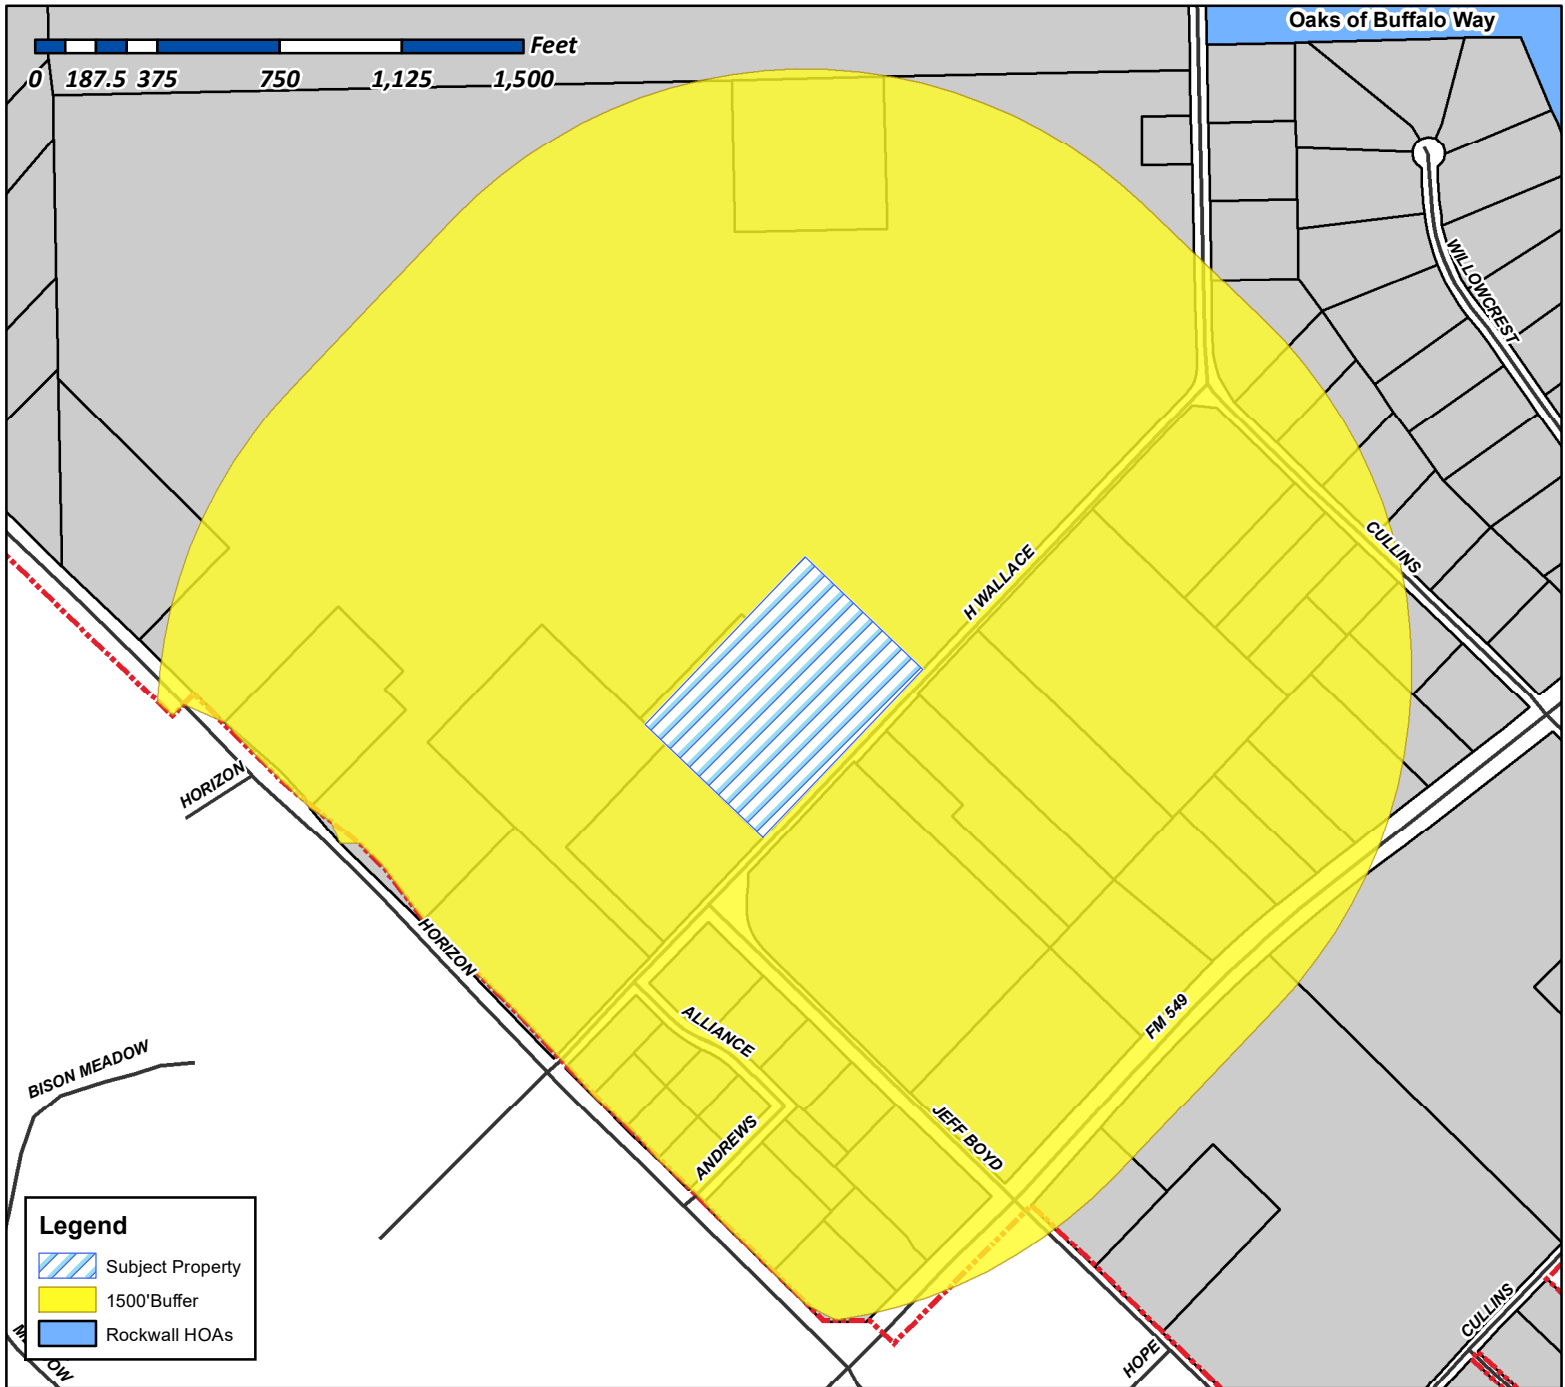 Oaks of Buffalo Way
Feet
0 187.5 375 750 1,125 1,500
WILLOWCREST
CULLINS
H WALLACE
HORIZON
HORIZON
ALLIANCE
FM 549
BISON MEADOW
ANDREWS
JEFF BOYD
Legend
Subject Property
1500'Buffer
Rockwall HOAs
CULLINS
HOPE